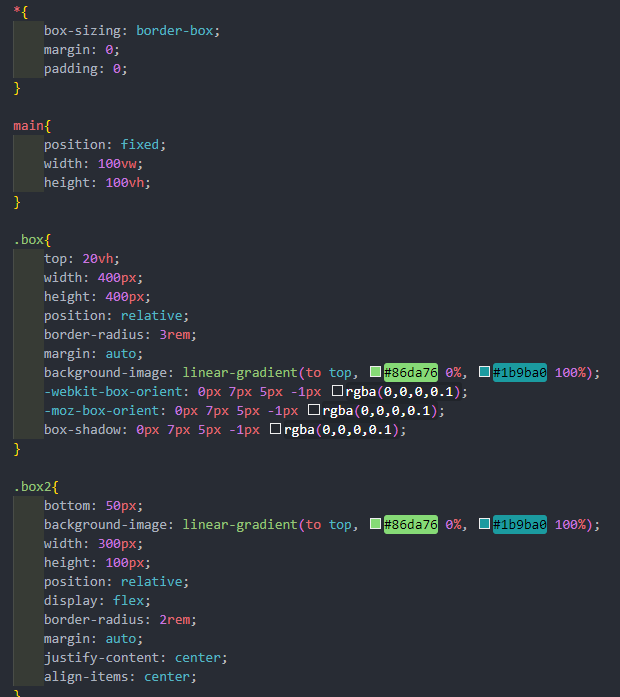 *{
box-sizing: border-box;
margin: 0;
padding: 0;
}
main{
position: fixed;
width: 100vw;
height: 100vh;
}
.box{
top: 20vh;
width: 400px;
height: 400px;
position: relative;
border-radius: 3rem;
margin: auto;
background-image: linear-gradient(to top, #86da76 0%, #1b9ba0 100%);
-webkit-box-orient: 0px 7px 5px -1px rgba(0,0,0,0.1);
-moz-box-orient: 0px 7px 5px -1px rgba(0,0,0,0.1);
box-shadow: 0px 7px 5px -1px rgba(0,0,0,0.1);
}
.box2{
bottom: 50px;
background-image: linear-gradient(to top, #86da76 0%, #1b9ba0 100%);
width: 300px;
height: 100px;
position: relative;
display: flex;
border-radius: 2rem;
margin: auto;
justify-content: center;
align-items: center;
}